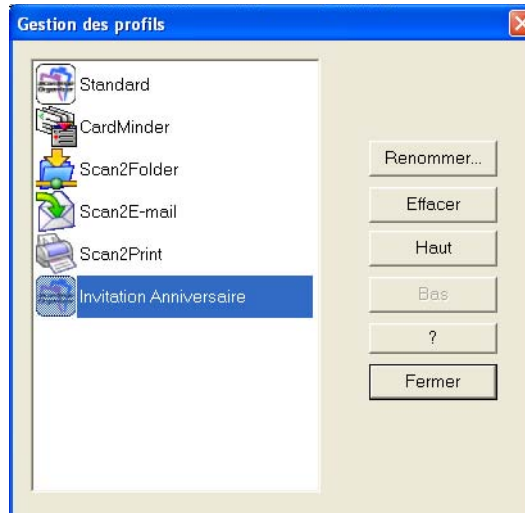 Gestion des profils
Standard
CardMinder
Scan2Folder
Scan2E-mail
Scan2Print
Invitation Anniversaire
Renommer...
Effacer
Haut
Bas
?
Fermer